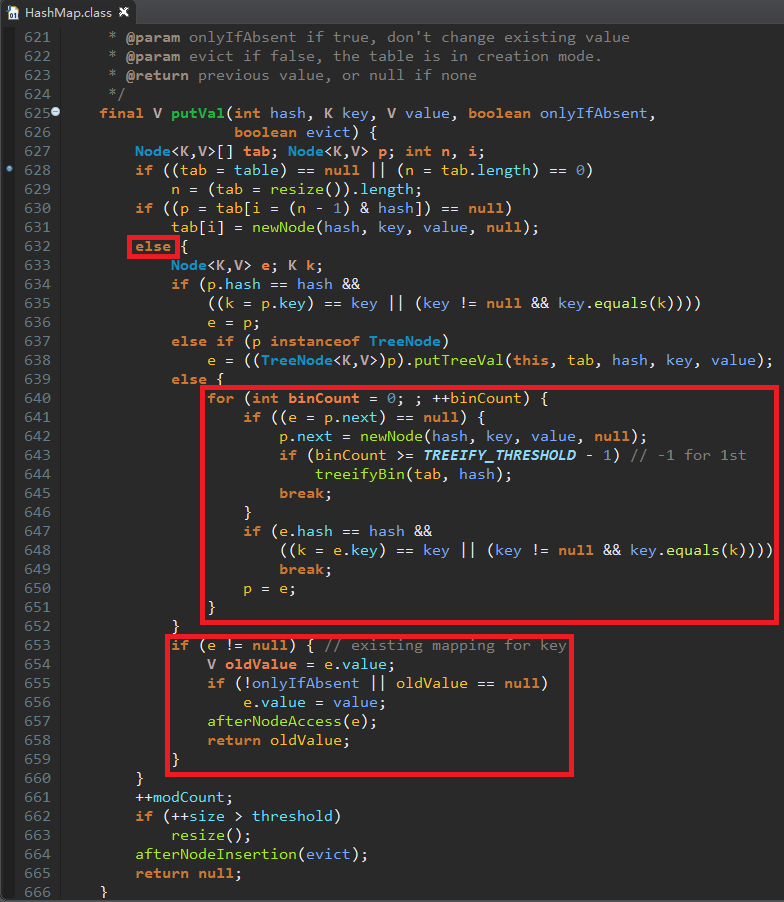 HashMap.class
621 * @param onlyIfAbsent if true, don't change existing value
622 * @param evict if false, the table is in creation mode.
623 * @return previous value, or null if none
624 */
625 final V putVal(int hash, K key, V value, boolean onlyIfAbsent,
626 boolean evict) {
627 Node<K,V>[] tab; Node<K,V> p; int n, i;
628 if ((tab = table) == null || (n = tab.length) == 0)
629 n = (tab = resize()).length;
630 if ((p = tab[i = (n - 1) & hash]) == null)
631 tab[i] = newNode(hash, key, value, null);
632 else {
633 Node<K,V> e; K k;
634 if (p.hash == hash &&
635 ((k = p.key) == key || (key != null && key.equals(k))))
636 e = p;
637 else if (p instanceof TreeNode)
638 e = ((TreeNode<K,V>)p).putTreeVal(this, tab, hash, key, value);
639 else {
640 for (int binCount = 0; ; ++binCount) {
641 if ((e = p.next) == null) {
642 p.next = newNode(hash, key, value, null);
643 if (binCount >= TREEIFY_THRESHOLD - 1) // -1 for 1st
644 treeifyBin(tab, hash);
645 break;
646 }
647 if (e.hash == hash &&
648 ((k = e.key) == key || (key != null && key.equals(k))))
649 break;
650 p = e;
651 }
652 }
653 if (e != null) { // existing mapping for key
654 V oldValue = e.value;
655 if (!onlyIfAbsent || oldValue == null)
656 e.value = value;
657 afterNodeAccess(e);
658 return oldValue;
659 }
660 }
661 ++modCount;
662 if (++size > threshold)
663 resize();
664 afterNodeInsertion(evict);
665 return null;
666 }